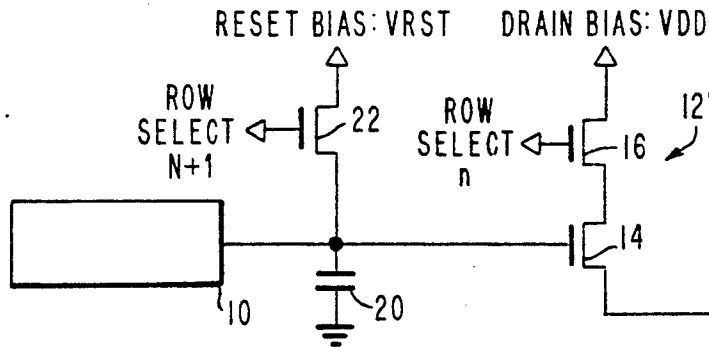 RESET BIAS: VRST
DRAIN BIAS: VDD
ROW
SELECT
N+1
22
ROW
SELECT
n
16
12'
14
10
20